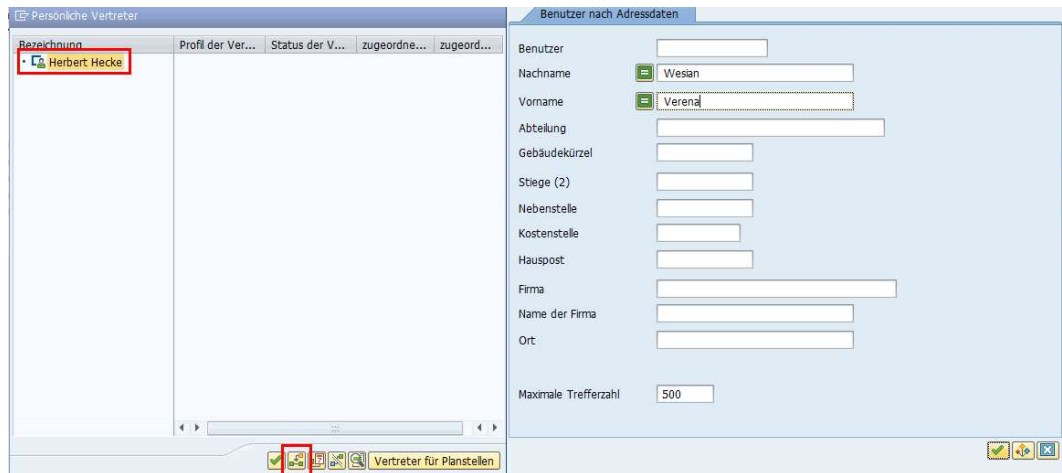 Persönliche Vertreter
Bezeichnung Profil der Ver... Status der V... zugeordne... zugeord...
Herbert Hecke
Vertreter für Planstellen
Benutzer nach Adressdaten
Benutzer
Nachname Wesian
Vorname Verena
Abteilung
Gebäudekürzel
Stiege (2)
Nebenstelle
Kostenstelle
Hauspost
Firma
Name der Firma
Ort
Maximale Trefferzahl 500